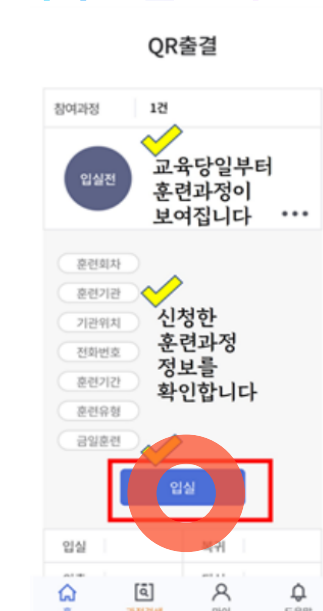 QR출결
참여과정 1건
입실전
교육당일부터
훈련과정이
보여집니다
훈련회차
훈련기관
기관위치
전화번호
훈련기간
훈련유형
금일훈련
신청한
훈련과정
정보를
확인합니다
입실
입실 복귀
홈